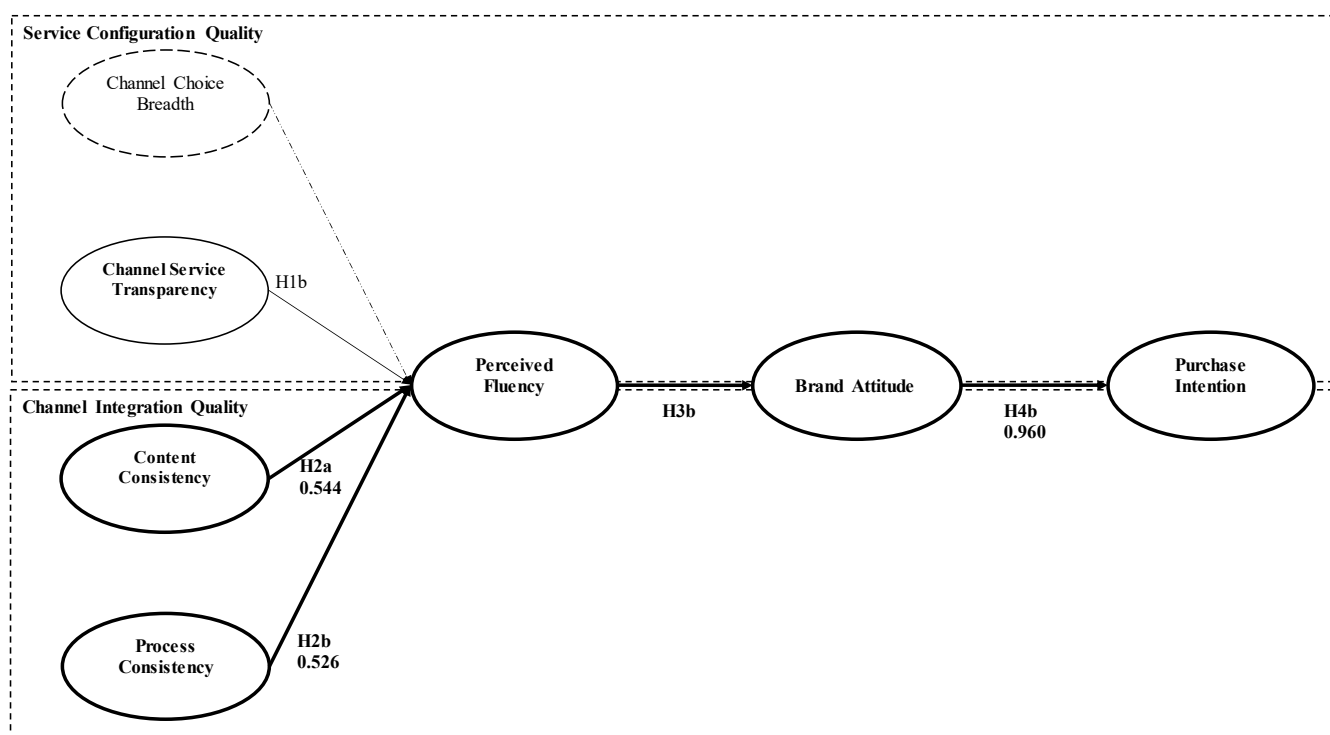 Service Configuration Quality
Channel Choice
Breadth
Channel Service
Transparency
H1b
Perceived
Fluency
Brand Attitude
Purchase
Intention
H3b
H4b
0.960
Channel Integration Quality
Content
Consistency
H2a
0.544
Process
Consistency
H2b
0.526